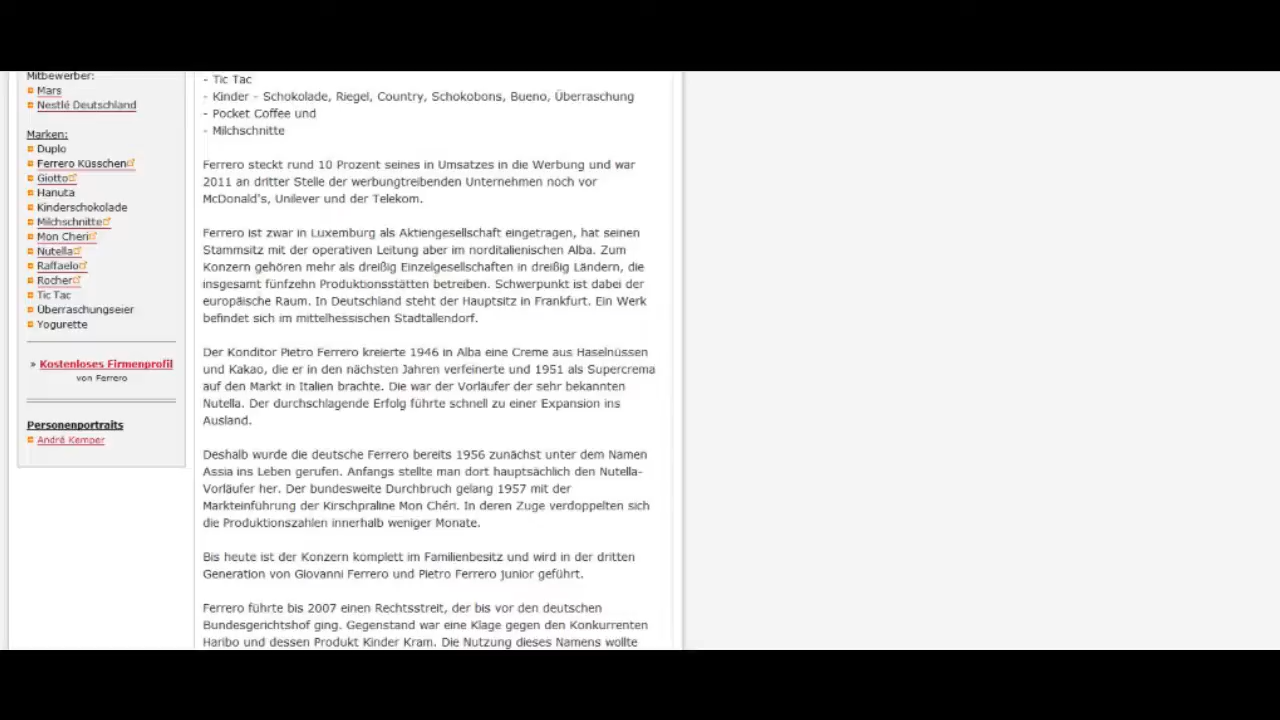 Mitbewerber:
Mars
Nestlé Deutschland
Marken:
Duplo
Ferrero Küsschen
Giotto
Hanuta
Kinderschokolade
Milchschnitte
Mon Cheri
Nutella
Raffaelo
Rocher
Tic Tac
Überraschungseier
Yogurette
» Kostenloses Firmenprofil
von Ferrero
Personenportraits
André Kemper
- Tic Tac
- Kinder - Schokolade, Riegel, Country, Schokobons, Bueno, Überraschung
- Pocket Coffee und
- Milchschnitte
Ferrero steckt rund 10 Prozent seines in Umsatzes in die Werbung und war
2011 an dritter Stelle der werbungtreibenden Unternehmen noch vor
McDonald's, Unilever und der Telekom.
Ferrero ist zwar in Luxemburg als Aktiengesellschaft eingetragen, hat seinen
Stammsitz mit der operativen Leitung aber im norditalienischen Alba. Zum
Konzern gehören mehr als dreißig Einzelgesellschaften in dreißig Ländern, die
insgesamt fünfzehn Produktionsstätten betreiben. Schwerpunkt ist dabei der
europäische Raum. In Deutschland steht der Hauptsitz in Frankfurt. Ein Werk
befindet sich im mittelhessischen Stadtallendorf.
Der Konditor Pietro Ferrero kreierte 1946 in Alba eine Creme aus Haselnüssen
und Kakao, die er in den nächsten Jahren verfeinerte und 1951 als Supercrema
auf den Markt in Italien brachte. Die war der Vorläufer der sehr bekannten
Nutella. Der durchschlagende Erfolg führte schnell zu einer Expansion ins
Ausland.
Deshalb wurde die deutsche Ferrero bereits 1956 zunächst unter dem Namen
Assia ins Leben gerufen. Anfangs stellte man dort hauptsächlich den Nutella-
Vorläufer her. Der bundesweite Durchbruch gelang 1957 mit der
Markteinführung der Kirschpraline Mon Chéri. In deren Zuge verdoppelten sich
die Produktionszahlen innerhalb weniger Monate.
Bis heute ist der Konzern komplett im Familienbesitz und wird in der dritten
Generation von Giovanni Ferrero und Pietro Ferrero junior geführt.
Ferrero führte bis 2007 einen Rechtsstreit, der bis vor den deutschen
Bundesgerichtshof ging. Gegenstand war eine Klage gegen den Konkurrenten
Haribo und dessen Produkt Kinder Kram. Die Nutzung dieses Namens wollte